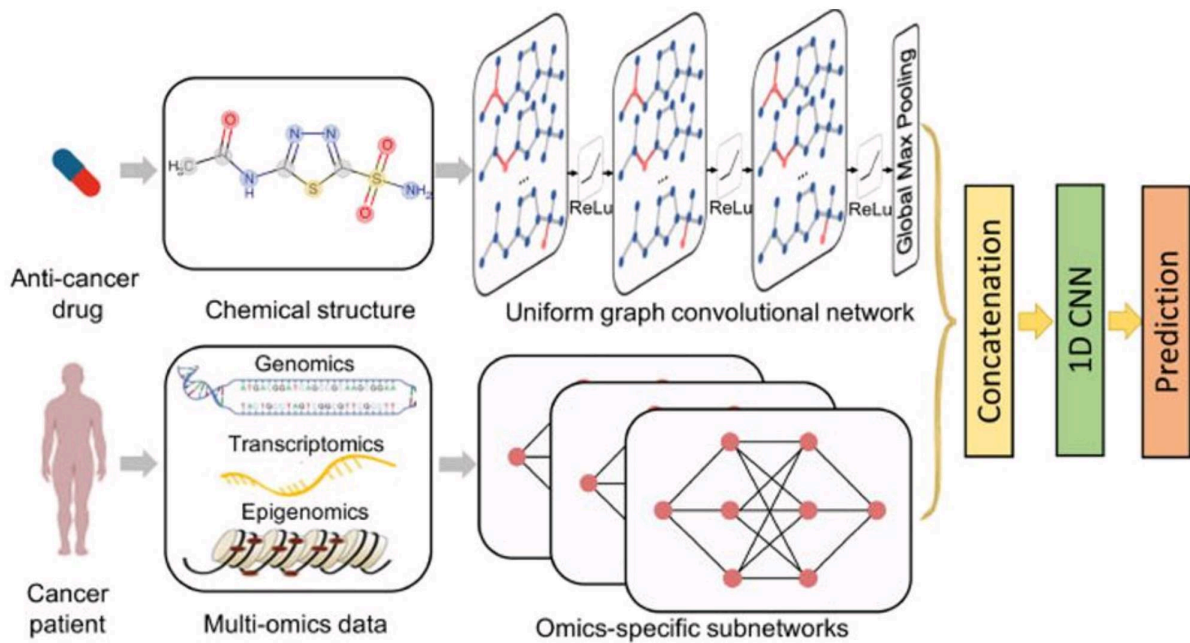 Anti-cancer
drug
H3C
O
N
H
N
N
S
S
O
O
NH2
Chemical structure
...
ReLu
...
ReLu
...
ReLu
Global Max Pooling
Uniform graph convolutional network
Cancer
patient
Genomics
Transcriptomics
Epigenomics
Multi-omics data
Omics-specific subnetworks
Concatenation
1D CNN
Prediction